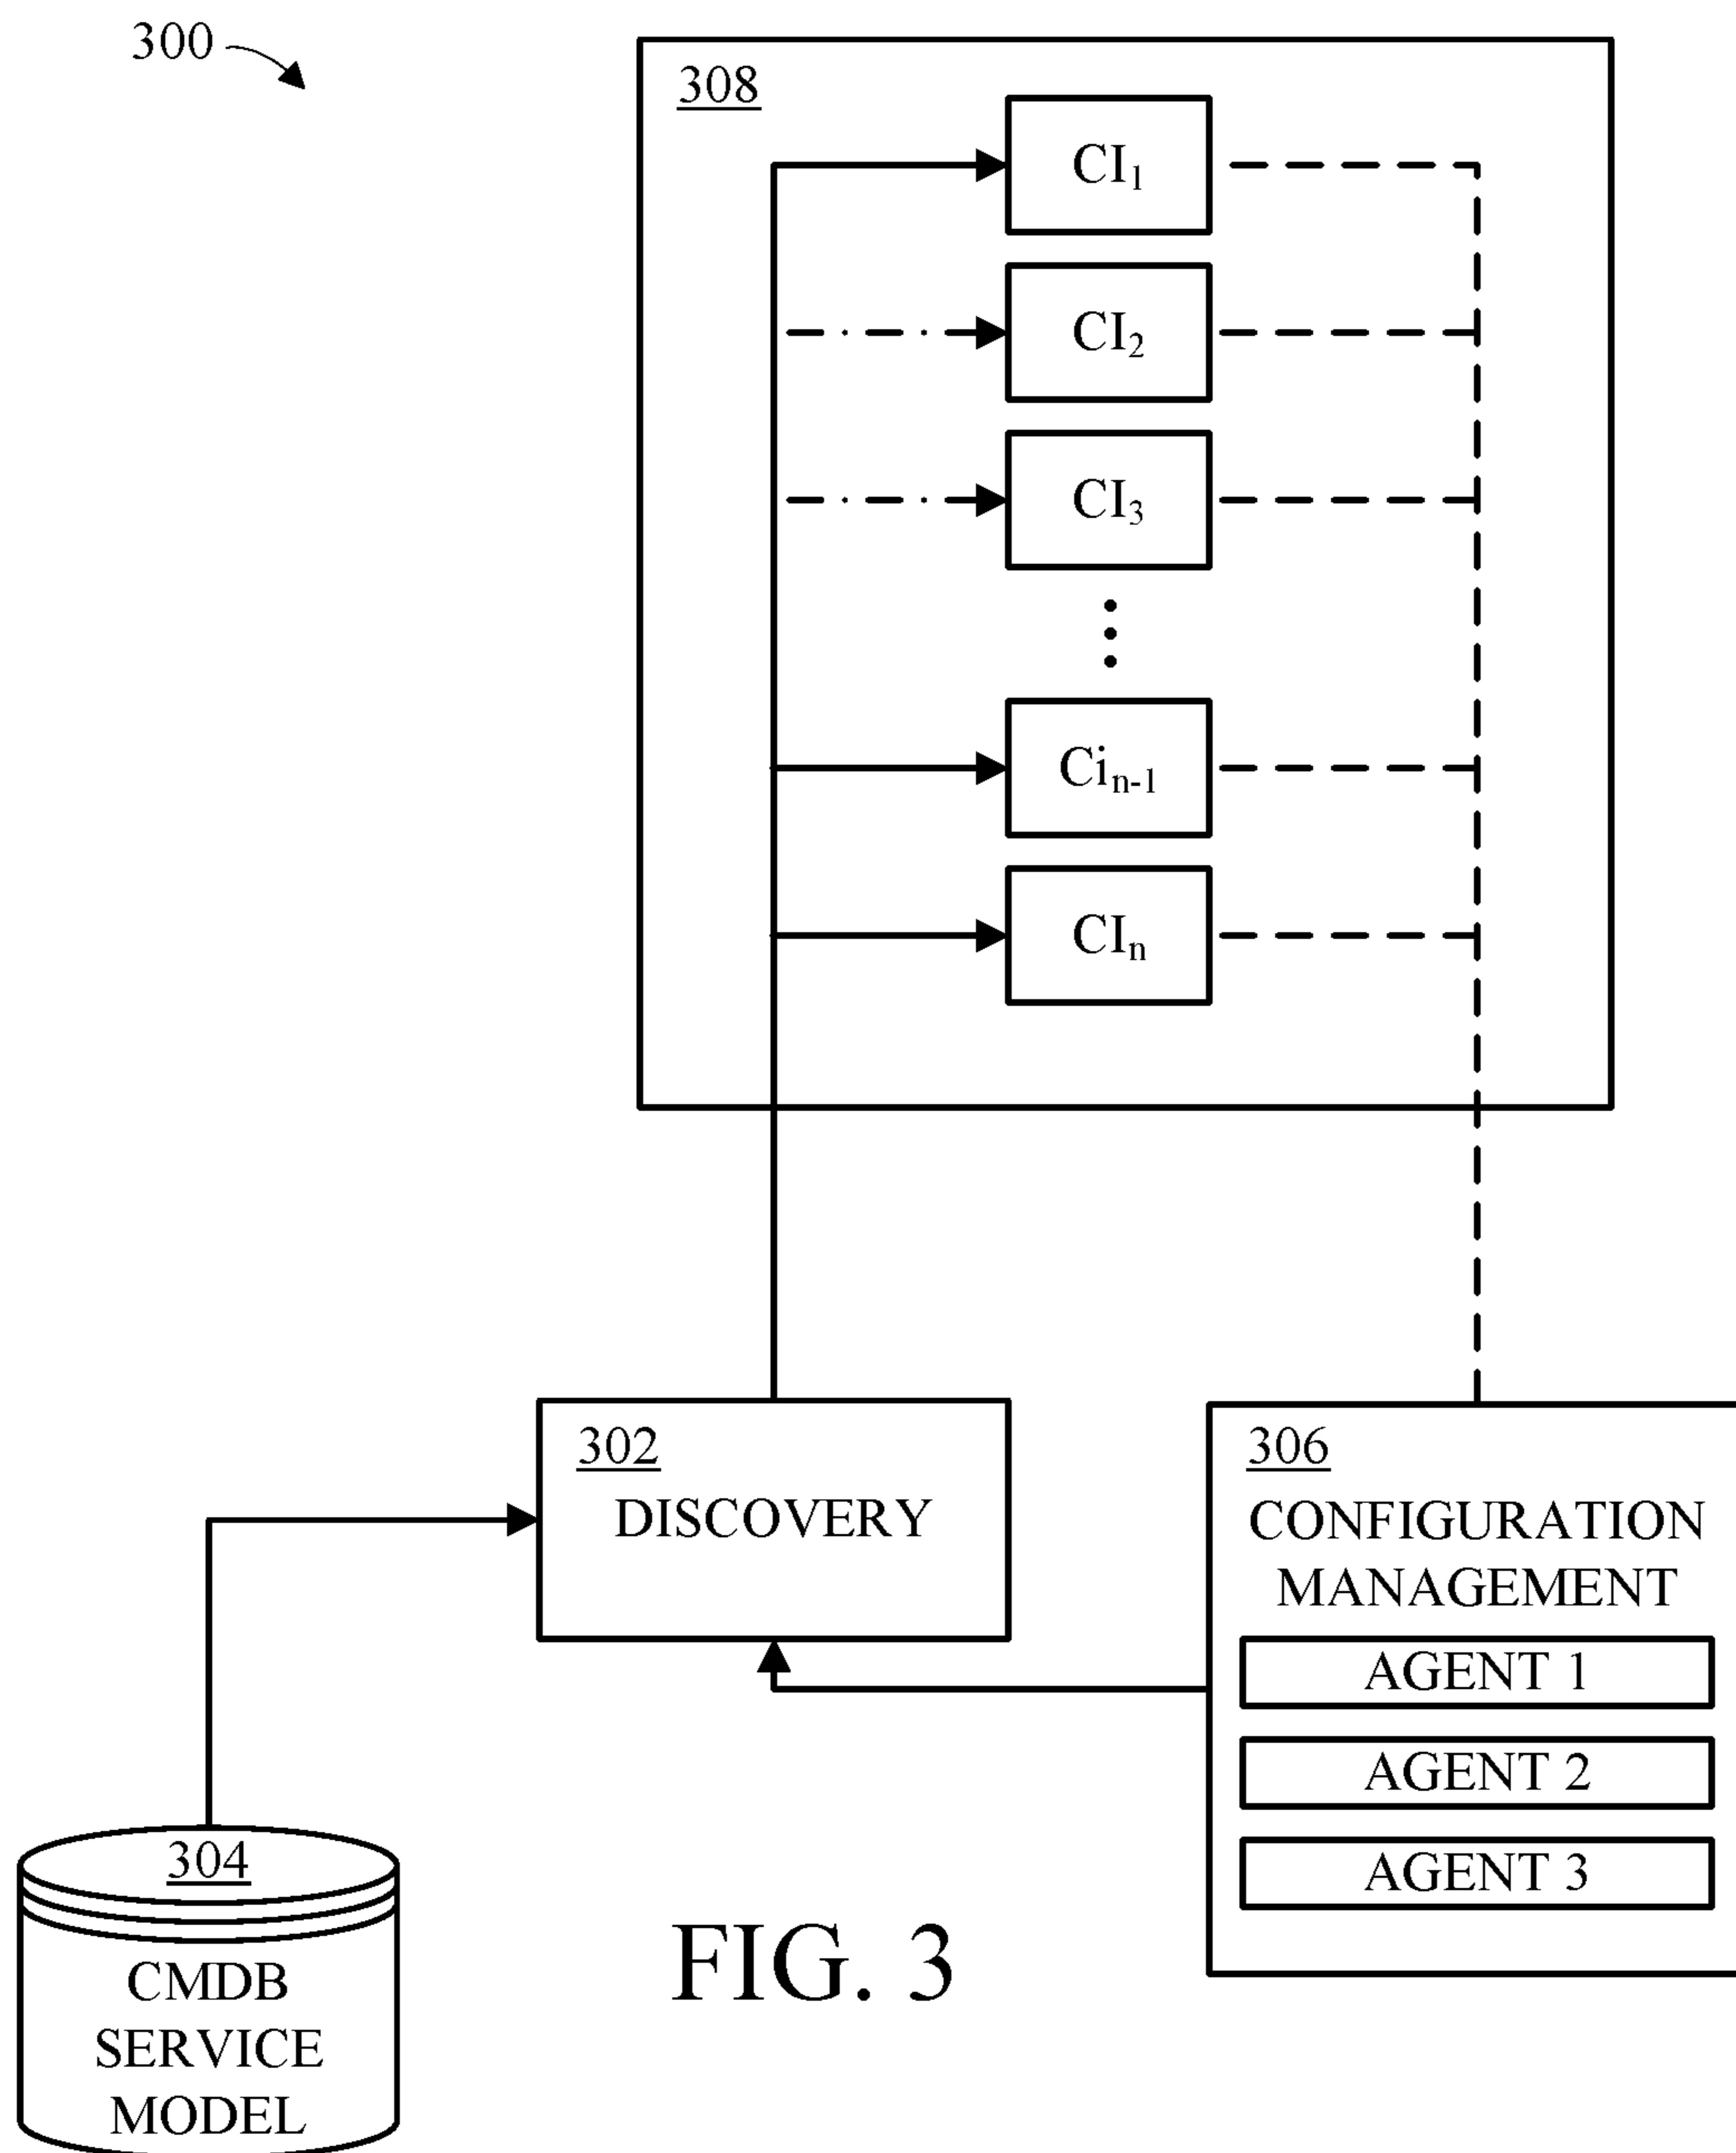 300
308
CI1
CI2
CI3
Cin-1
CIn
302
DISCOVERY
306
CONFIGURATION
MANAGEMENT
AGENT 1
AGENT 2
AGENT 3
304
CMDB
SERVICE
MODEL
FIG. 3